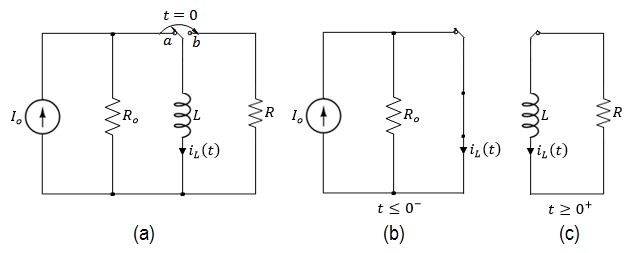 t = 0
a b
I_o R_o L R I_o R_o L R
i_L(t) i_L(t) i_L(t)
t ≤ 0⁻ t ≥ 0⁺
(a) (b) (c)